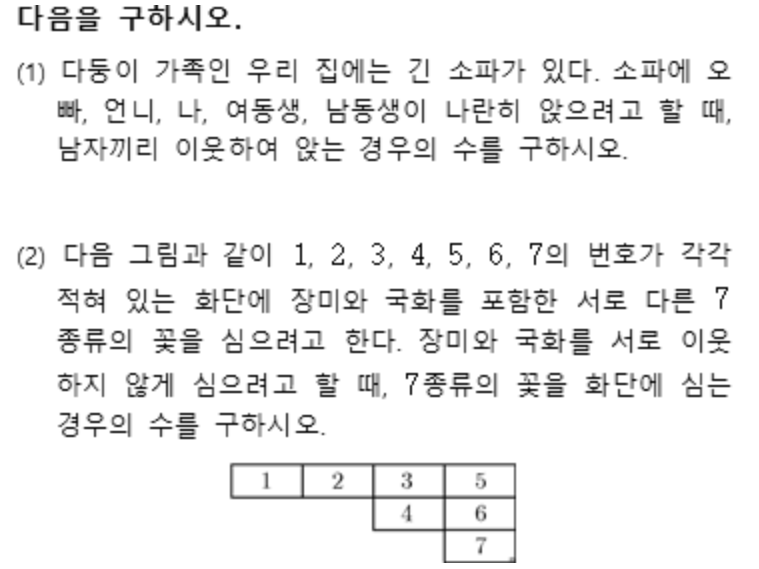 다음을 구하시오.
(1) 다둥이 가족인 우리 집에는 긴 소파가 있다. 소파에 오
빠, 언니, 나, 여동생, 남동생이 나란히 앉으려고 할 때,
남자끼리 이웃하여 앉는 경우의 수를 구하시오.
(2) 다음 그림과 같이 1, 2, 3, 4, 5, 6, 7의 번호가 각각
적혀 있는 화단에 장미와 국화를 포함한 서로 다른 7
종류의 꽃을 심으려고 한다. 장미와 국화를 서로 이웃
하지 않게 심으려고 할 때, 7종류의 꽃을 화단에 심는
경우의 수를 구하시오.
1 2 3 5
4 6
7